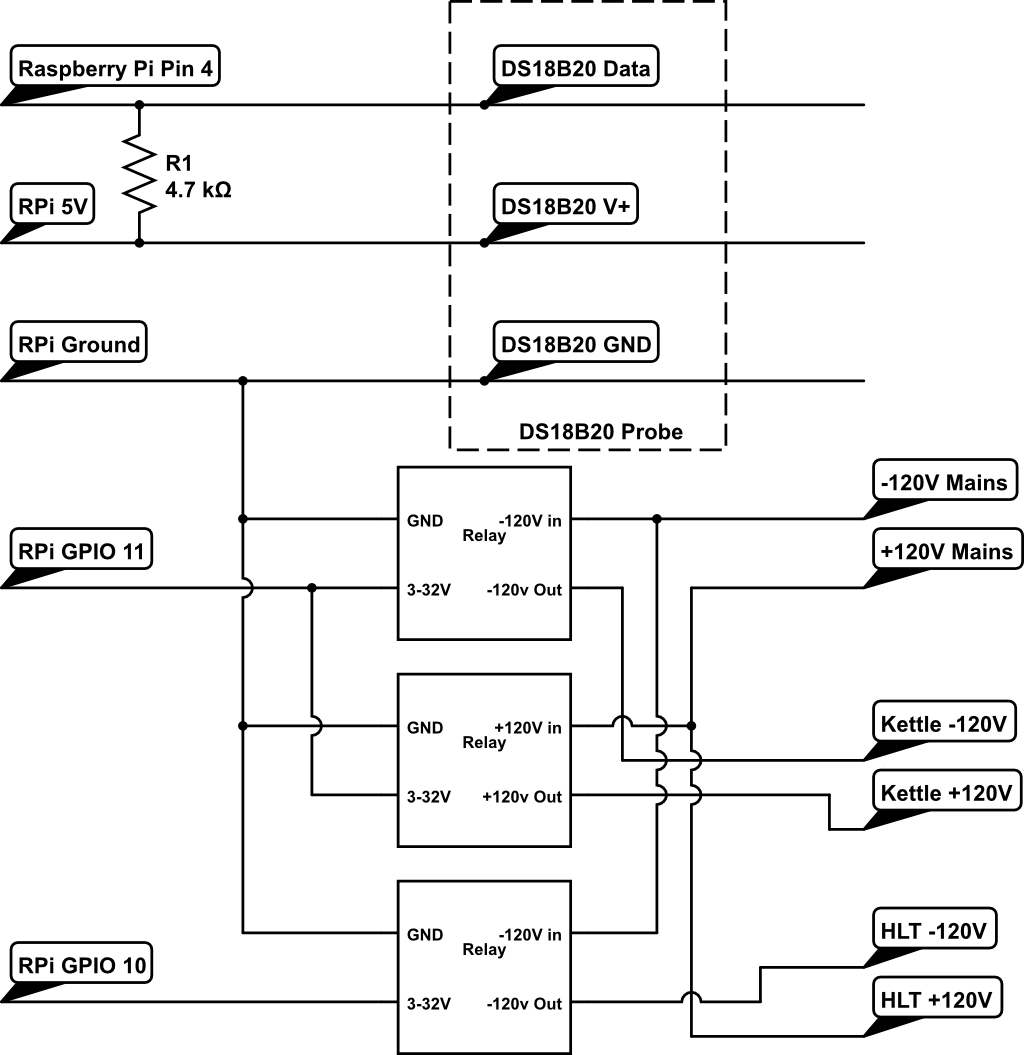 Raspberry Pi Pin 4
DS18B20 Data
R1
4.7 kΩ
RPi 5V
DS18B20 V+
RPi Ground
DS18B20 GND
DS18B20 Probe
-120V Mains
GND
-120V in
Relay
RPi GPIO 11
+120V Mains
3-32V
-120v Out
GND
+120V in
Relay
Kettle -120V
3-32V
+120v Out
Kettle +120V
GND
-120V in
Relay
HLT -120V
RPi GPIO 10
3-32V
-120v Out
HLT +120V